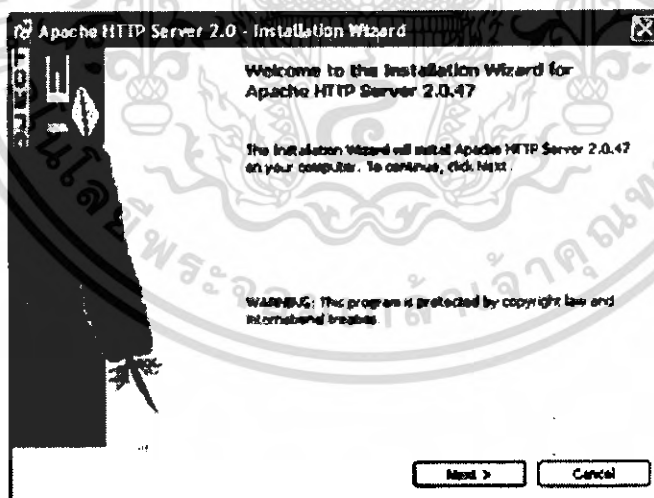 Apache HTTP Server 2.0 - Installation Wizard
Welcome to the Installation Wizard for
Apache HTTP Server 2.0.47
The Installation Wizard will install Apache HTTP Server 2.0.47
on your computer. To continue, click Next.
WARNING: This program is protected by copyright law and
international treaties.
Next >
Cancel